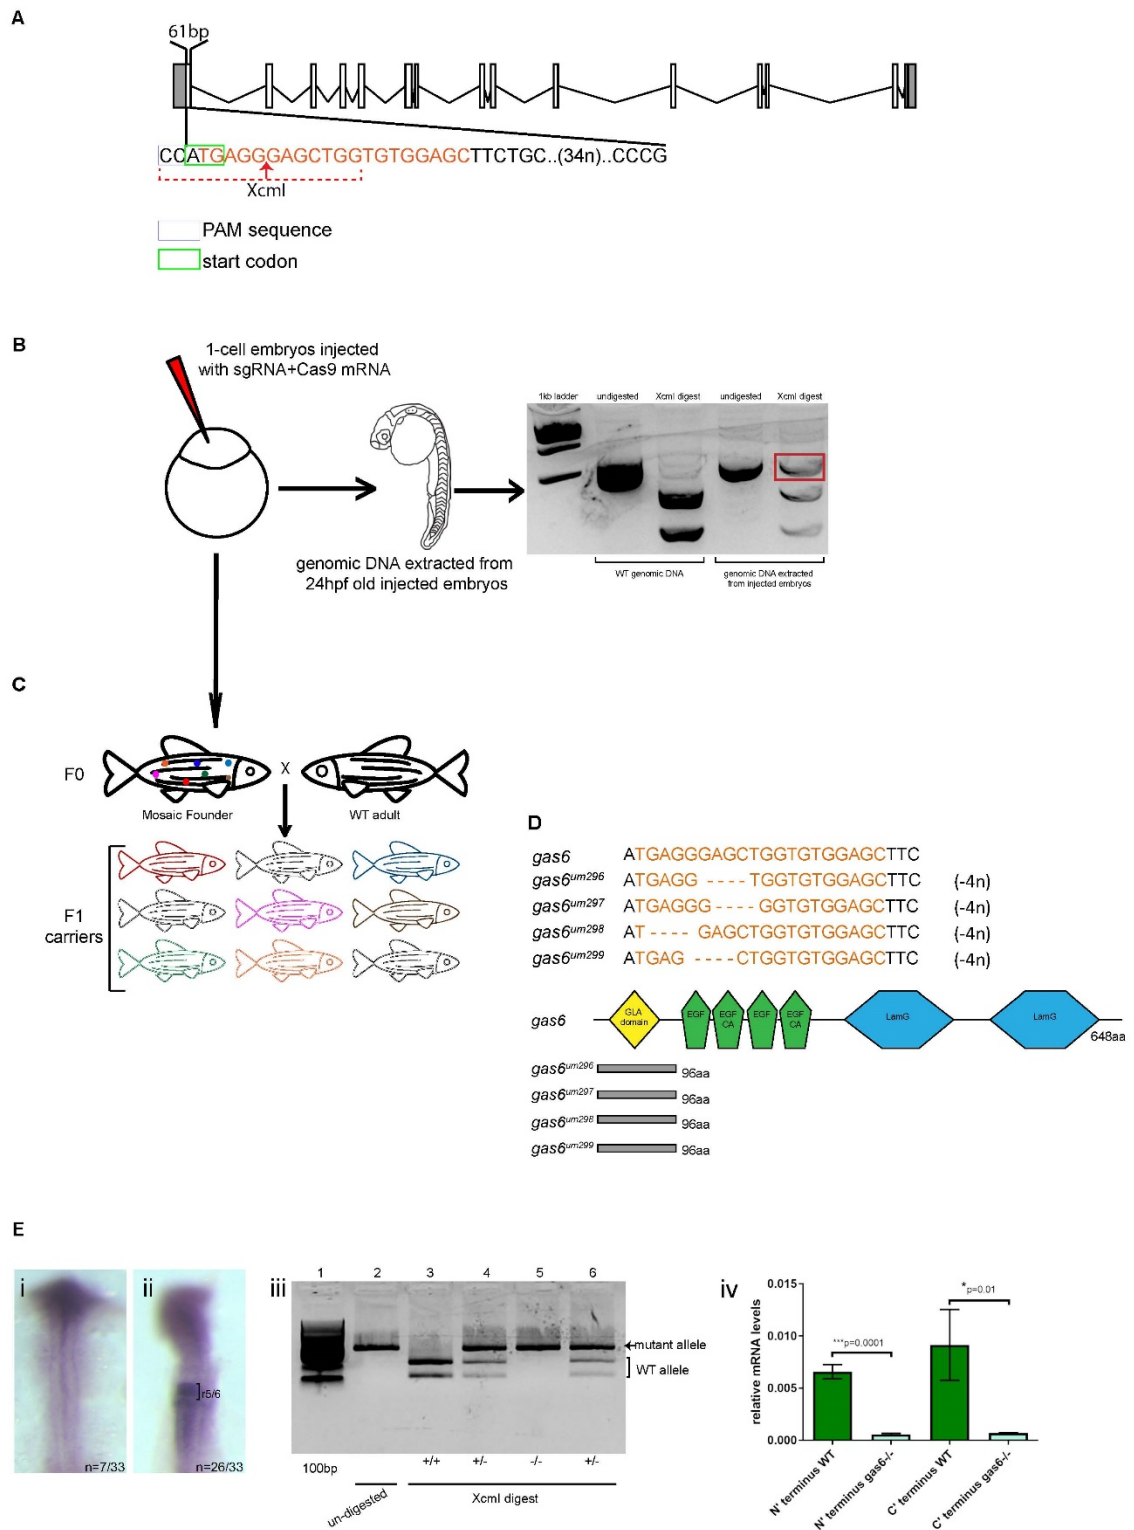 A
61bp
CCATGAGGGAGCTGGTGTGGAGCTTCTGC..(34n)..CCCG
XcmI
PAM sequence
start codon
B
1-cell embryos injected
with sgRNA+Cas9 mRNA
genomic DNA extracted from
24hpf old injected embryos
1kb ladder undigested XcmI digest undigested XcmI digest
WT genomic DNA
genomic DNA extracted
from injected embryos
C
F0
X
Mosaic Founder
WT adult
F1
carriers
D
gas6 ATGAGGGAGCTGGTGTGGAGCTTC
gas6um296 ATGAGG ----TGGTGTGGAGCTTC (-4n)
gas6um297 ATGAGGG ----GGTGTGGAGCTTC (-4n)
gas6um298 AT---- GAGCTGGTGTGGAGCTTC (-4n)
gas6um299 ATGAG ----CTGGTGTGGAGCTTC (-4n)
gas6
GLA
domain
EGF
EGF
CA
EGF
EGF
CA
LamG
LamG
648aa
gas6um296 96aa
gas6um297 96aa
gas6um298 96aa
gas6um299 96aa
E
i
n=7/33
ii
r5/6
n=26/33
iii
1 2 3 4 5 6
mutant allele
WT allele
100bp
+/+ +/- -/- +/-
un-digested
XcmI digest
iv
relative mRNA levels
0.015
0.010
0.005
0.000
***p=0.0001
*p=0.01
N' terminus WT
N' terminus gas6-/-
C' terminus WT
C' terminus gas6-/-